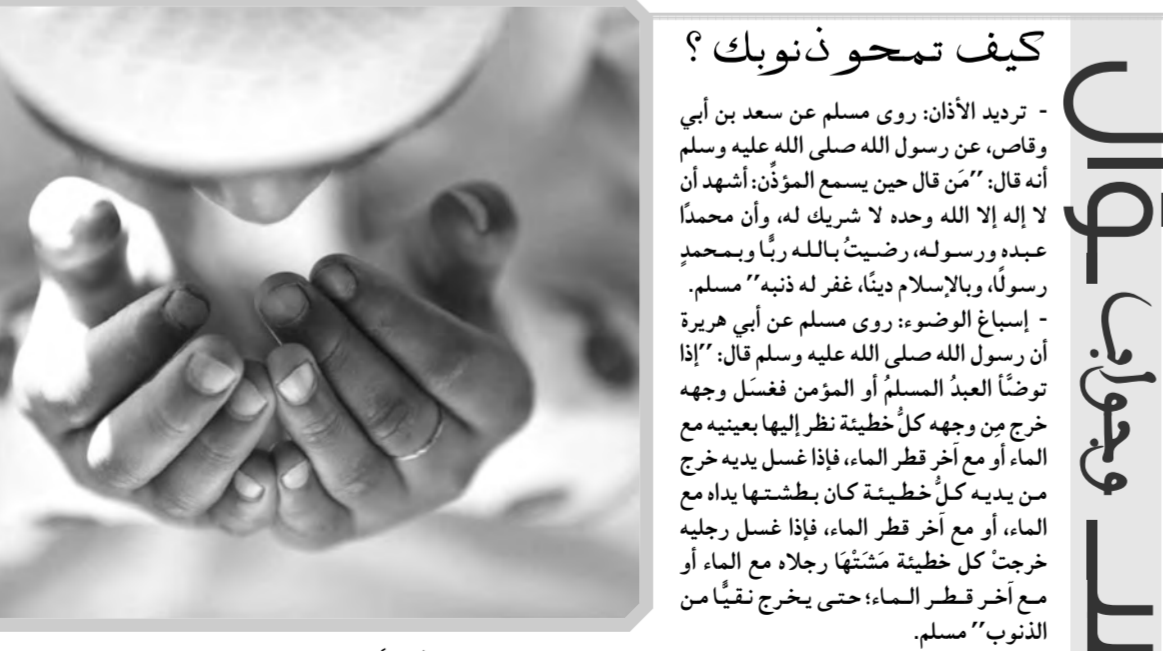 كيف تمحو ذنوبك ؟
- ترديد الأذان: روى مسلم عن سعد بن أبي
وقاص، عن رسول الله صلى الله عليه وسلم
أنه قال: ’’مَن قال حين يسمع المؤذِّن: أشهد أن
لا إله إلا الله وحده لا شريك له، وأن محمدًا
عبده ورسوله، رضيتُ بالله ربًّا وبمحمدٍ
رسولًا، وبالإسلام دينًا، غفر له ذنبه’’ مسلم.
- إسباغ الوضوء: روى مسلم عن أبي هريرة
أن رسول الله صلى الله عليه وسلم قال: ’’إذا
توضَّأ العبدُ المسلمُ أو المؤمن فغسَل وجهه
خرج مِن وجهه كلُّ خطيئة نظر إليها بعينيه مع
الماء أو مع آخر قطر الماء، فإذا غسل يديه خرج
من يديه كلُّ خطيئة كان بطشتها يداه مع
الماء، أو مع آخر قطر الماء، فإذا غسل رجليه
خرجتْ كل خطيئة مَشَتْهَا رجلاه مع الماء أو
مع آخر قطر الماء؛ حتى يخرج نقيًّا من
الذنوب’’ مسلم.
وجواب